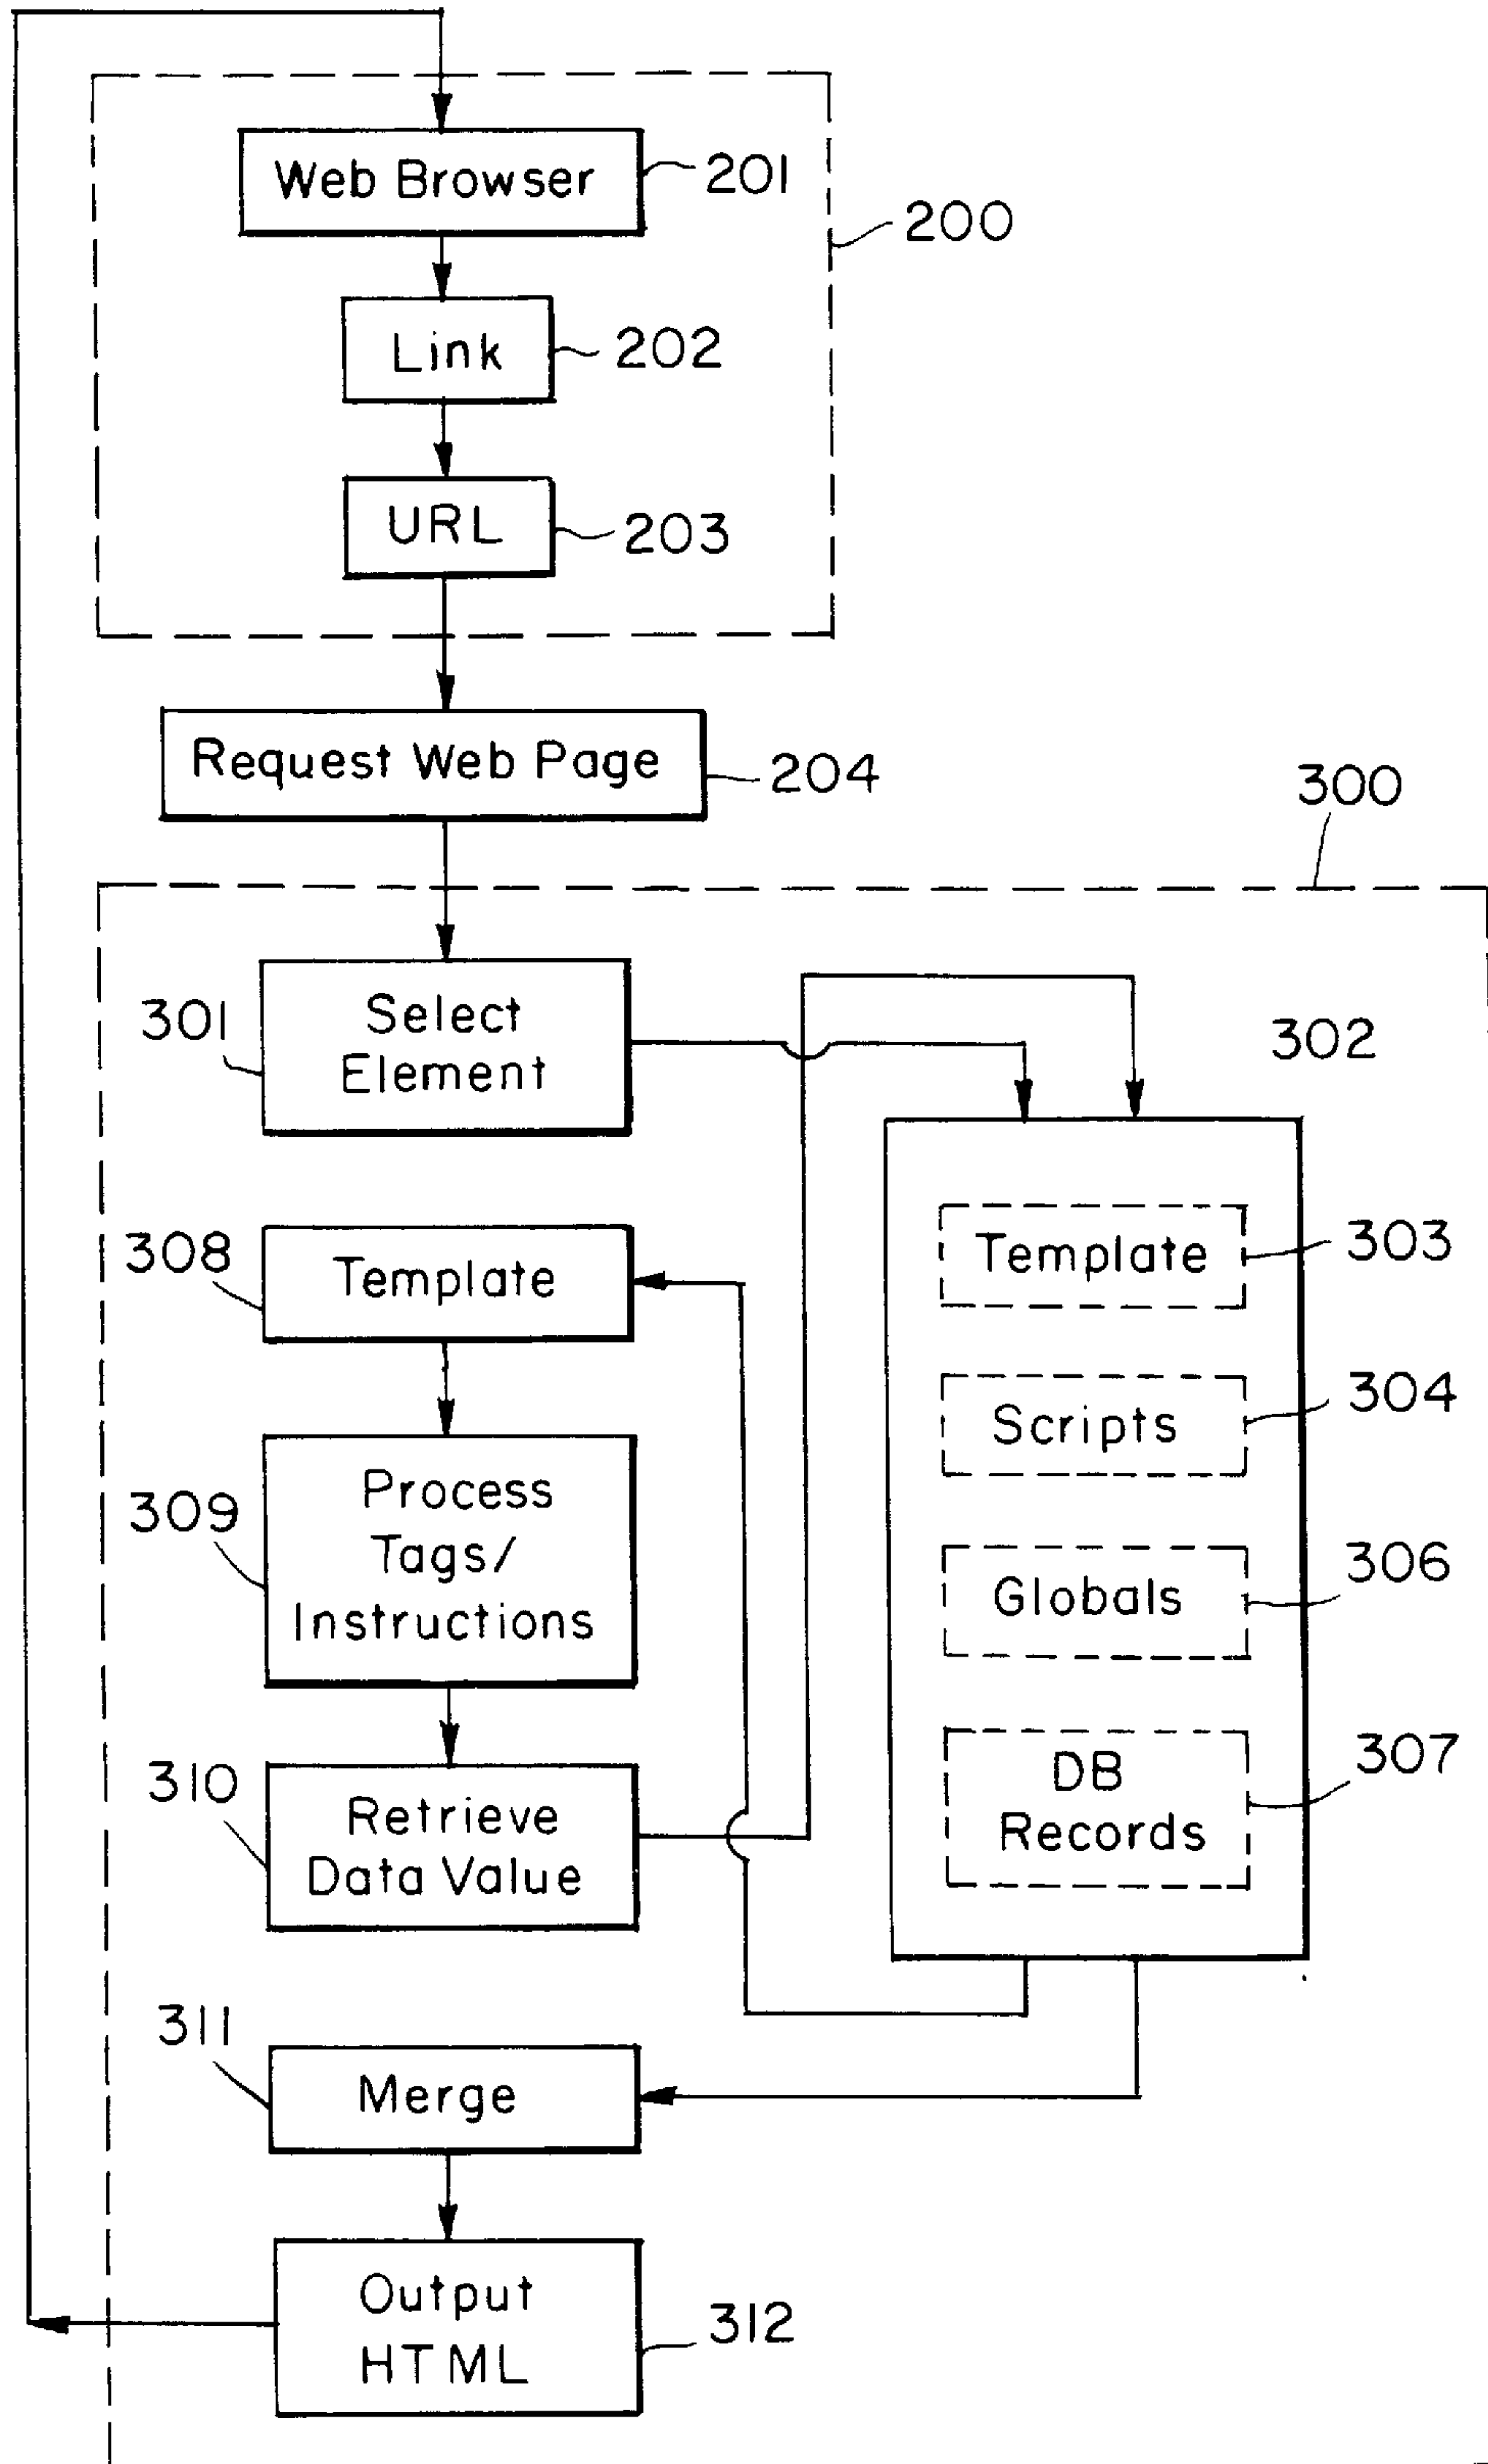 Web Browser
201
200
Link
202
URL
203
Request Web Page
204
300
301
Select
Element
302
308
Template
Template
303
Scripts
304
309
Process
Tags/
Instructions
Globals
306
310
Retrieve
Data Value
DB
Records
307
311
Merge
Output
HTML
312